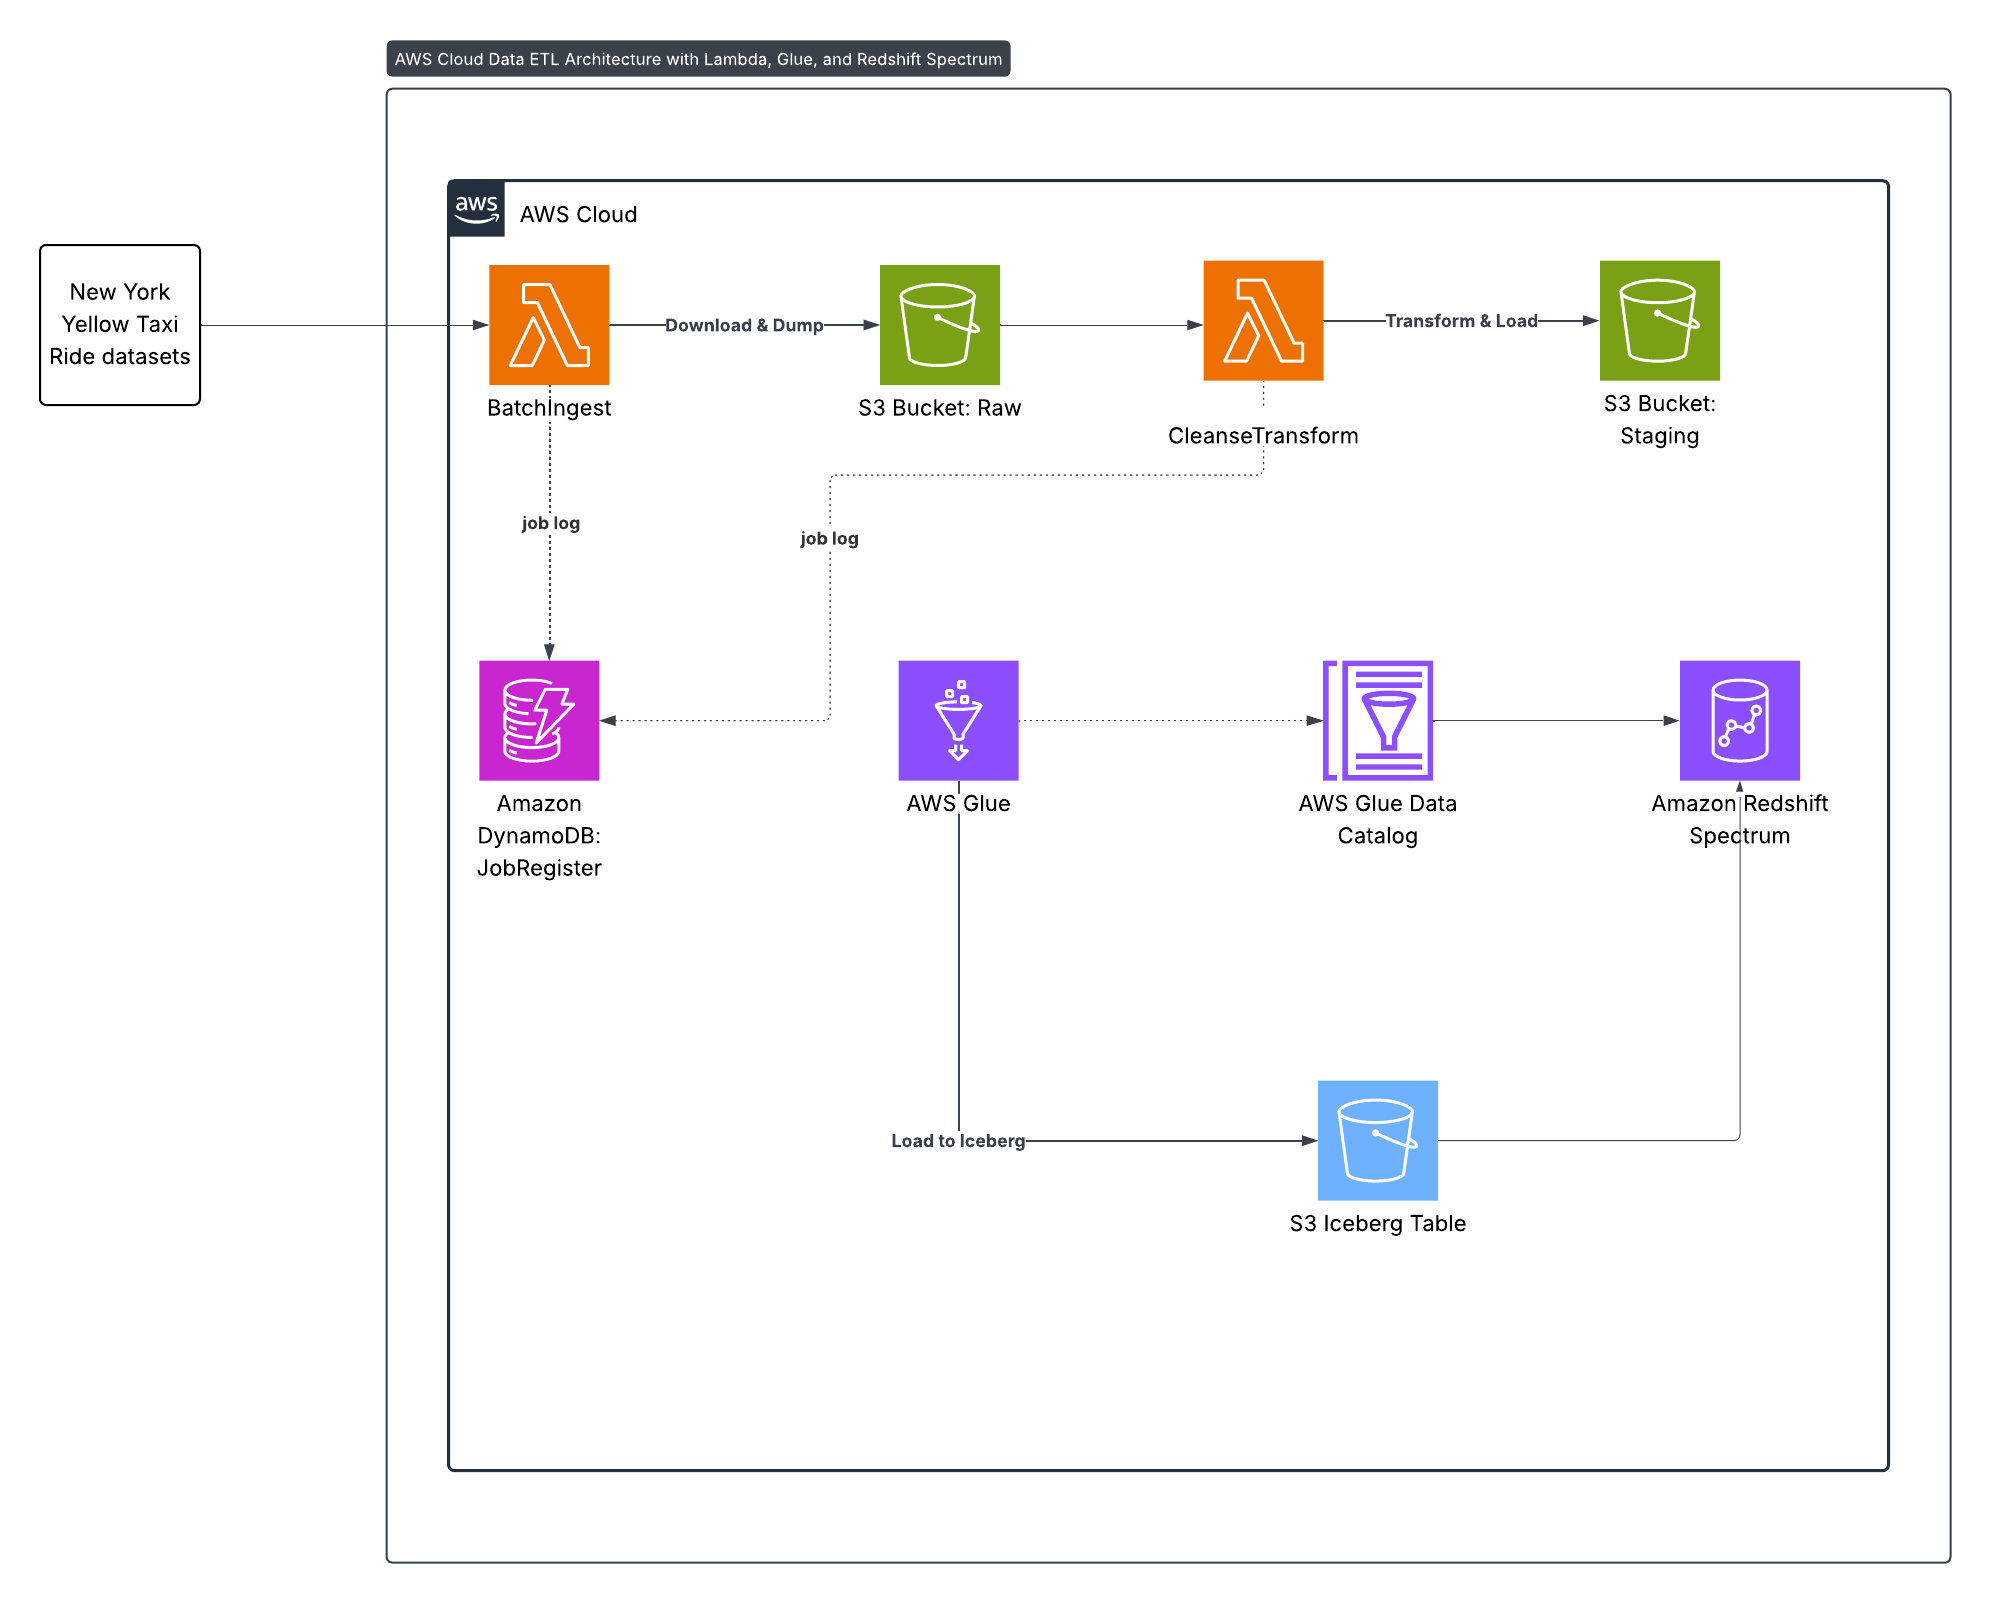 AWS Cloud Data ETL Architecture with Lambda, Glue, and Redshift Spectrum
aws
AWS Cloud
New York
Yellow Taxi
Ride datasets
Download & Dump
Transform & Load
BatchIngest
S3 Bucket: Raw
CleanseTransform
S3 Bucket:
Staging
job log
job log
Amazon
DynamoDB:
JobRegister
AWS Glue
AWS Glue Data
Catalog
Amazon Redshift
Spectrum
Load to Iceberg
S3 Iceberg Table